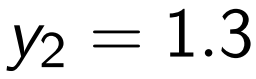 y₂ = 1.3